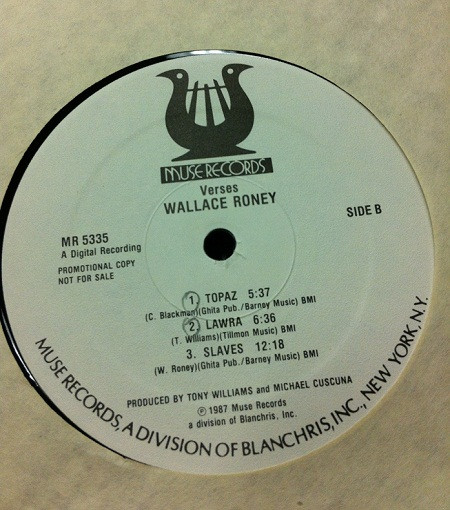 MUSE RECORDS
Verses
WALLACE RONEY
SIDE B
MR 5335
A Digital Recording
PROMOTIONAL COPY
NOT FOR SALE
1. TOPAZ 5:37
(C. Blackman)(Ghita Pub./Barney Music) BMI
2. LAWRA 6:36
(T. Williams)(Tillmon Music) BMI
3. SLAVES 12:18
(W. Roney)(Ghita Pub./Barney Music) BMI
PRODUCED BY TONY WILLIAMS and MICHAEL CUSCUNA
℗ 1987 Muse Records
a division of Blanchris, Inc.
MUSE RECORDS, A DIVISION OF BLANCHRIS, INC., NEW YORK, N.Y.